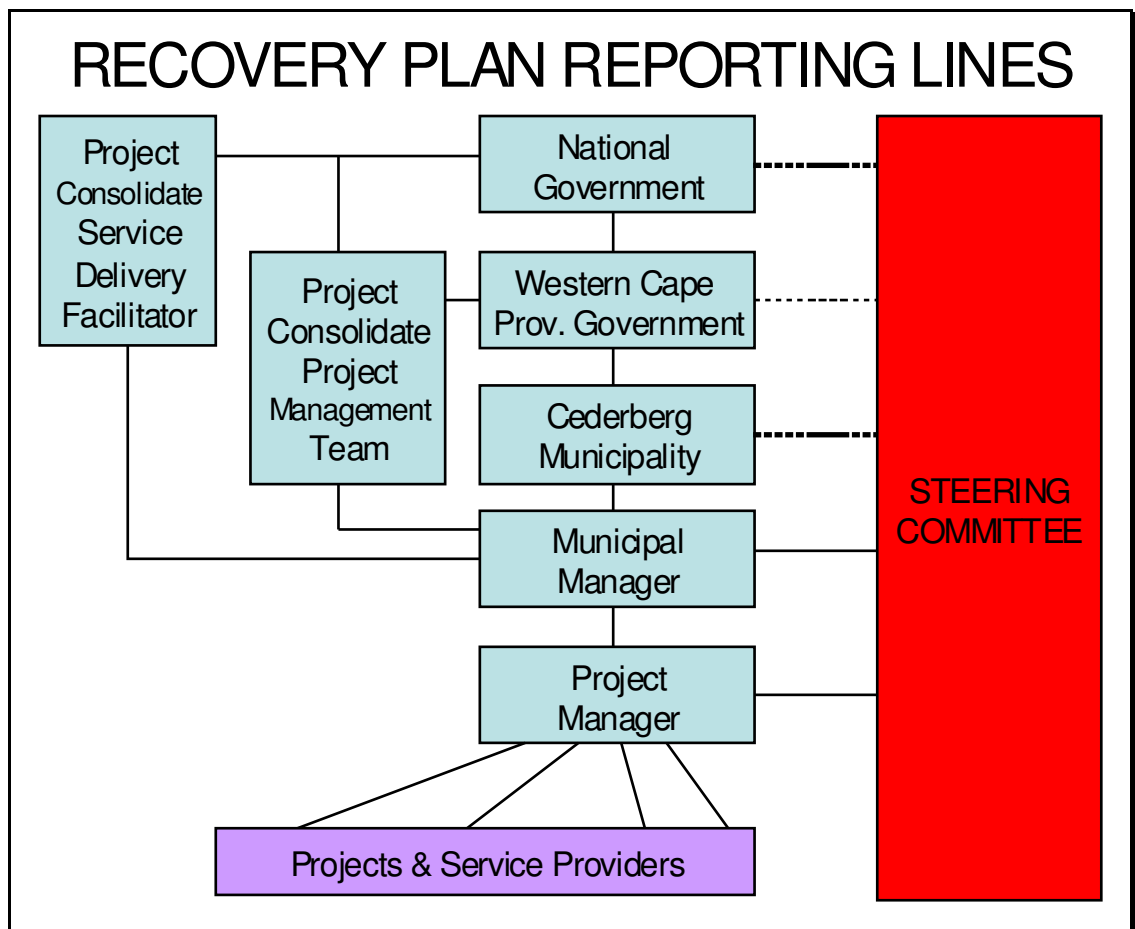 RECOVERY PLAN REPORTING LINES
Project
Consolidate
Service
Delivery
Facilitator
Project
Consolidate
Project
Management
Team
National
Government
Western Cape
Prov. Government
Cederberg
Municipality
Municipal
Manager
Project
Manager
Projects & Service Providers
STEERING
COMMITTEE